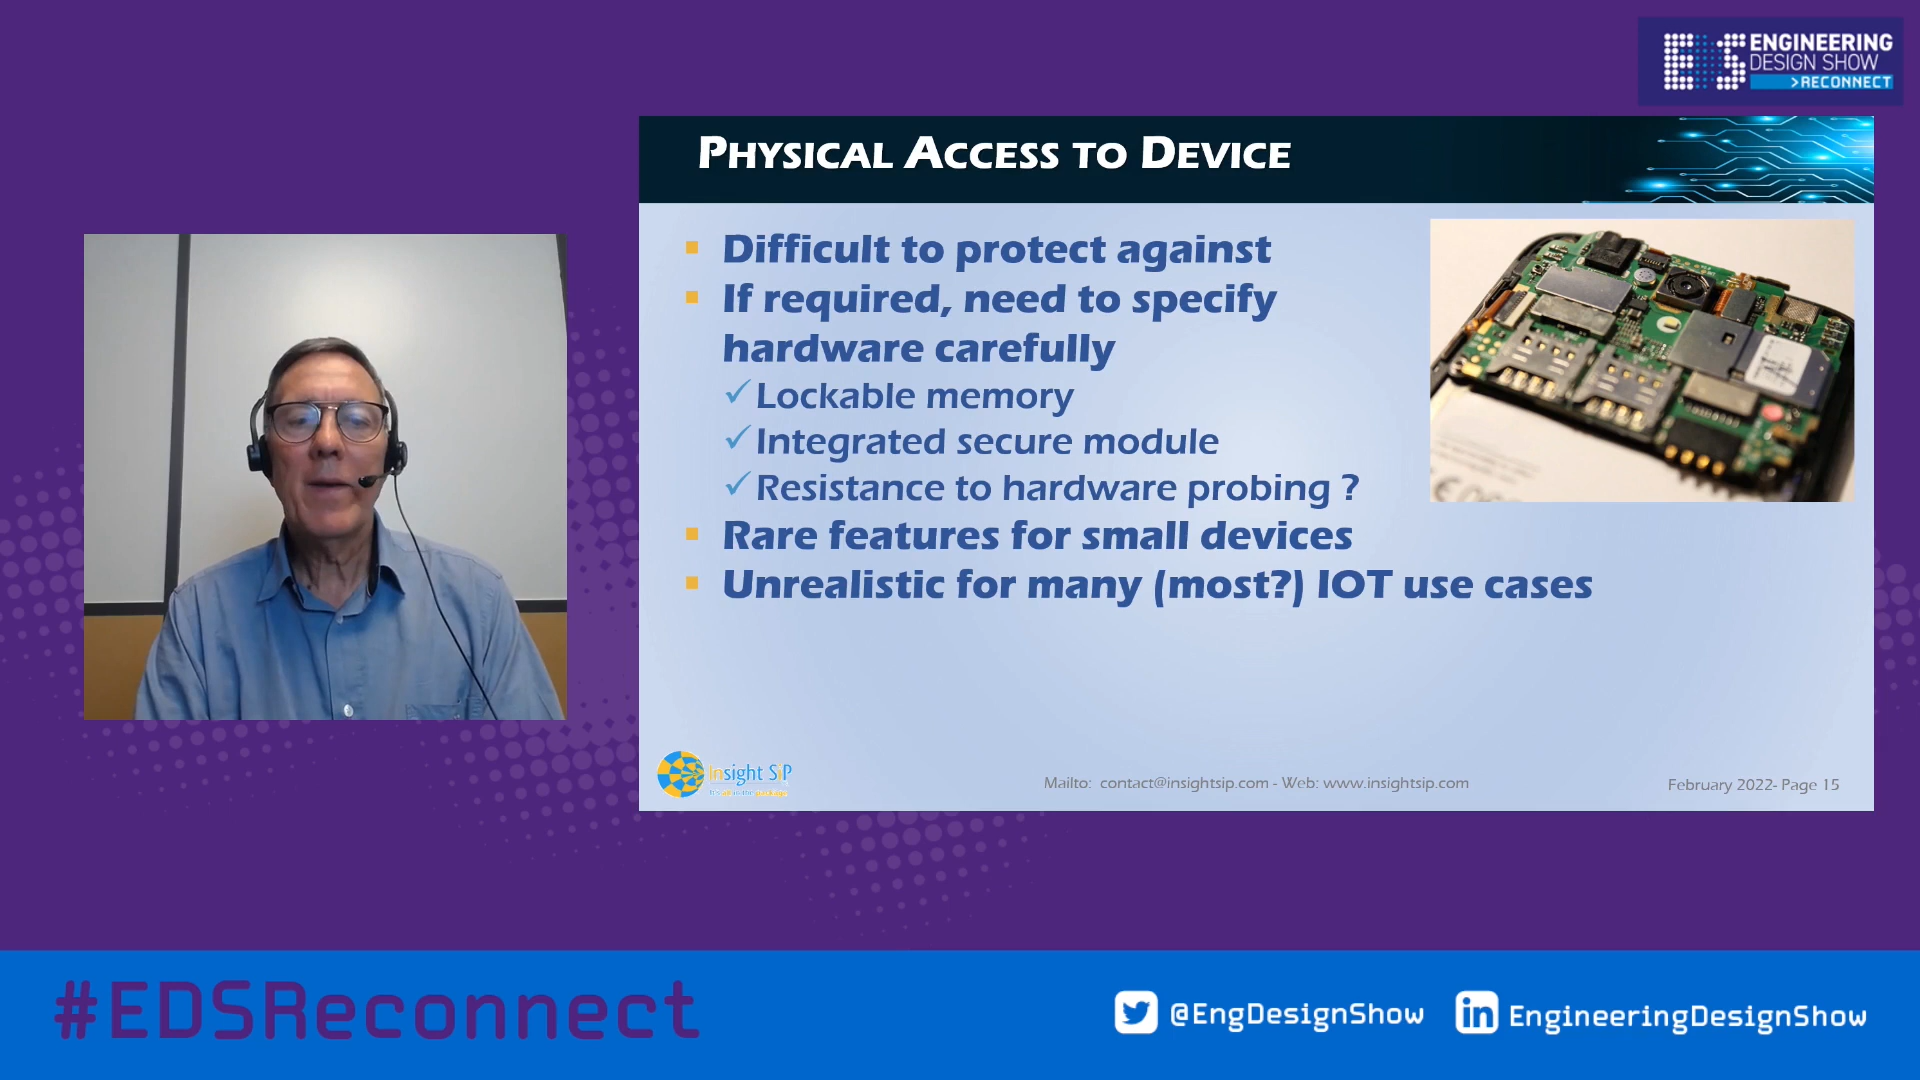 ENGINEERING
DESIGN SHOW
>RECONNECT
PHYSICAL ACCESS TO DEVICE
Difficult to protect against
If required, need to specify
hardware carefully
Lockable memory
Integrated secure module
Resistance to hardware probing ?
Rare features for small devices
Unrealistic for many (most?) IOT use cases
Insight SiP
Mailto: contact@insightsip.com - Web: www.insightsip.com
February 2022- Page 15
#EDSReconnect
@EngDesignShow
in EngineeringDesignShow